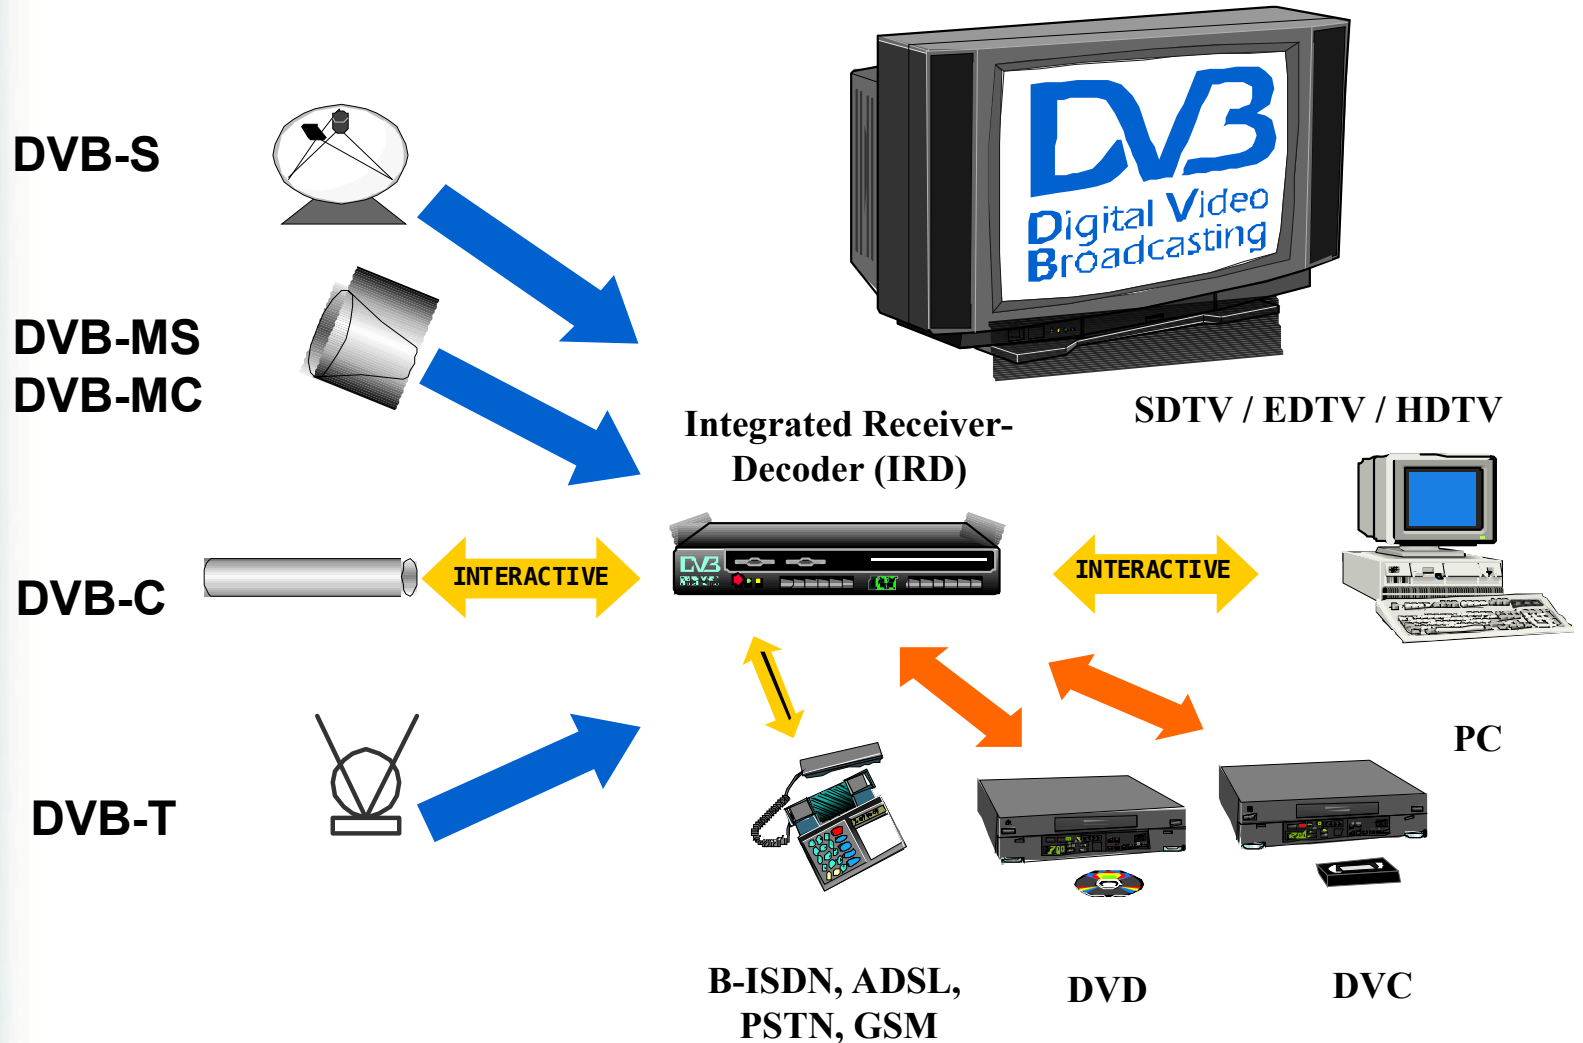 DVB
Digital Video
Broadcasting
DVB-S
DVB-MS
DVB-MC
SDTV / EDTV / HDTV
Integrated Receiver-
Decoder (IRD)
DVB-C
INTERACTIVE
DVB
INTERACTIVE
PC
DVB-T
B-ISDN, ADSL,
PSTN, GSM
DVD
DVC